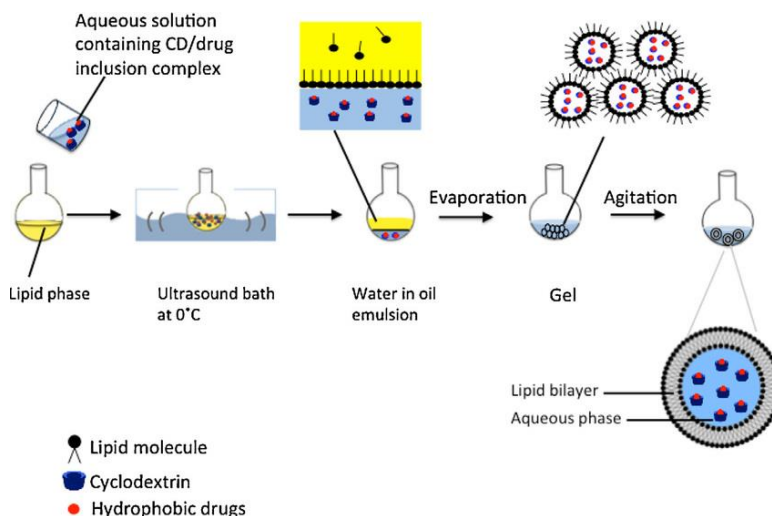 Aqueous solution
containing CD/drug
inclusion complex
Evaporation
Agitation
Lipid phase
Ultrasound bath
at 0˚C
Water in oil
emulsion
Gel
Lipid bilayer
Aqueous phase
Lipid molecule
Cyclodextrin
Hydrophobic drugs